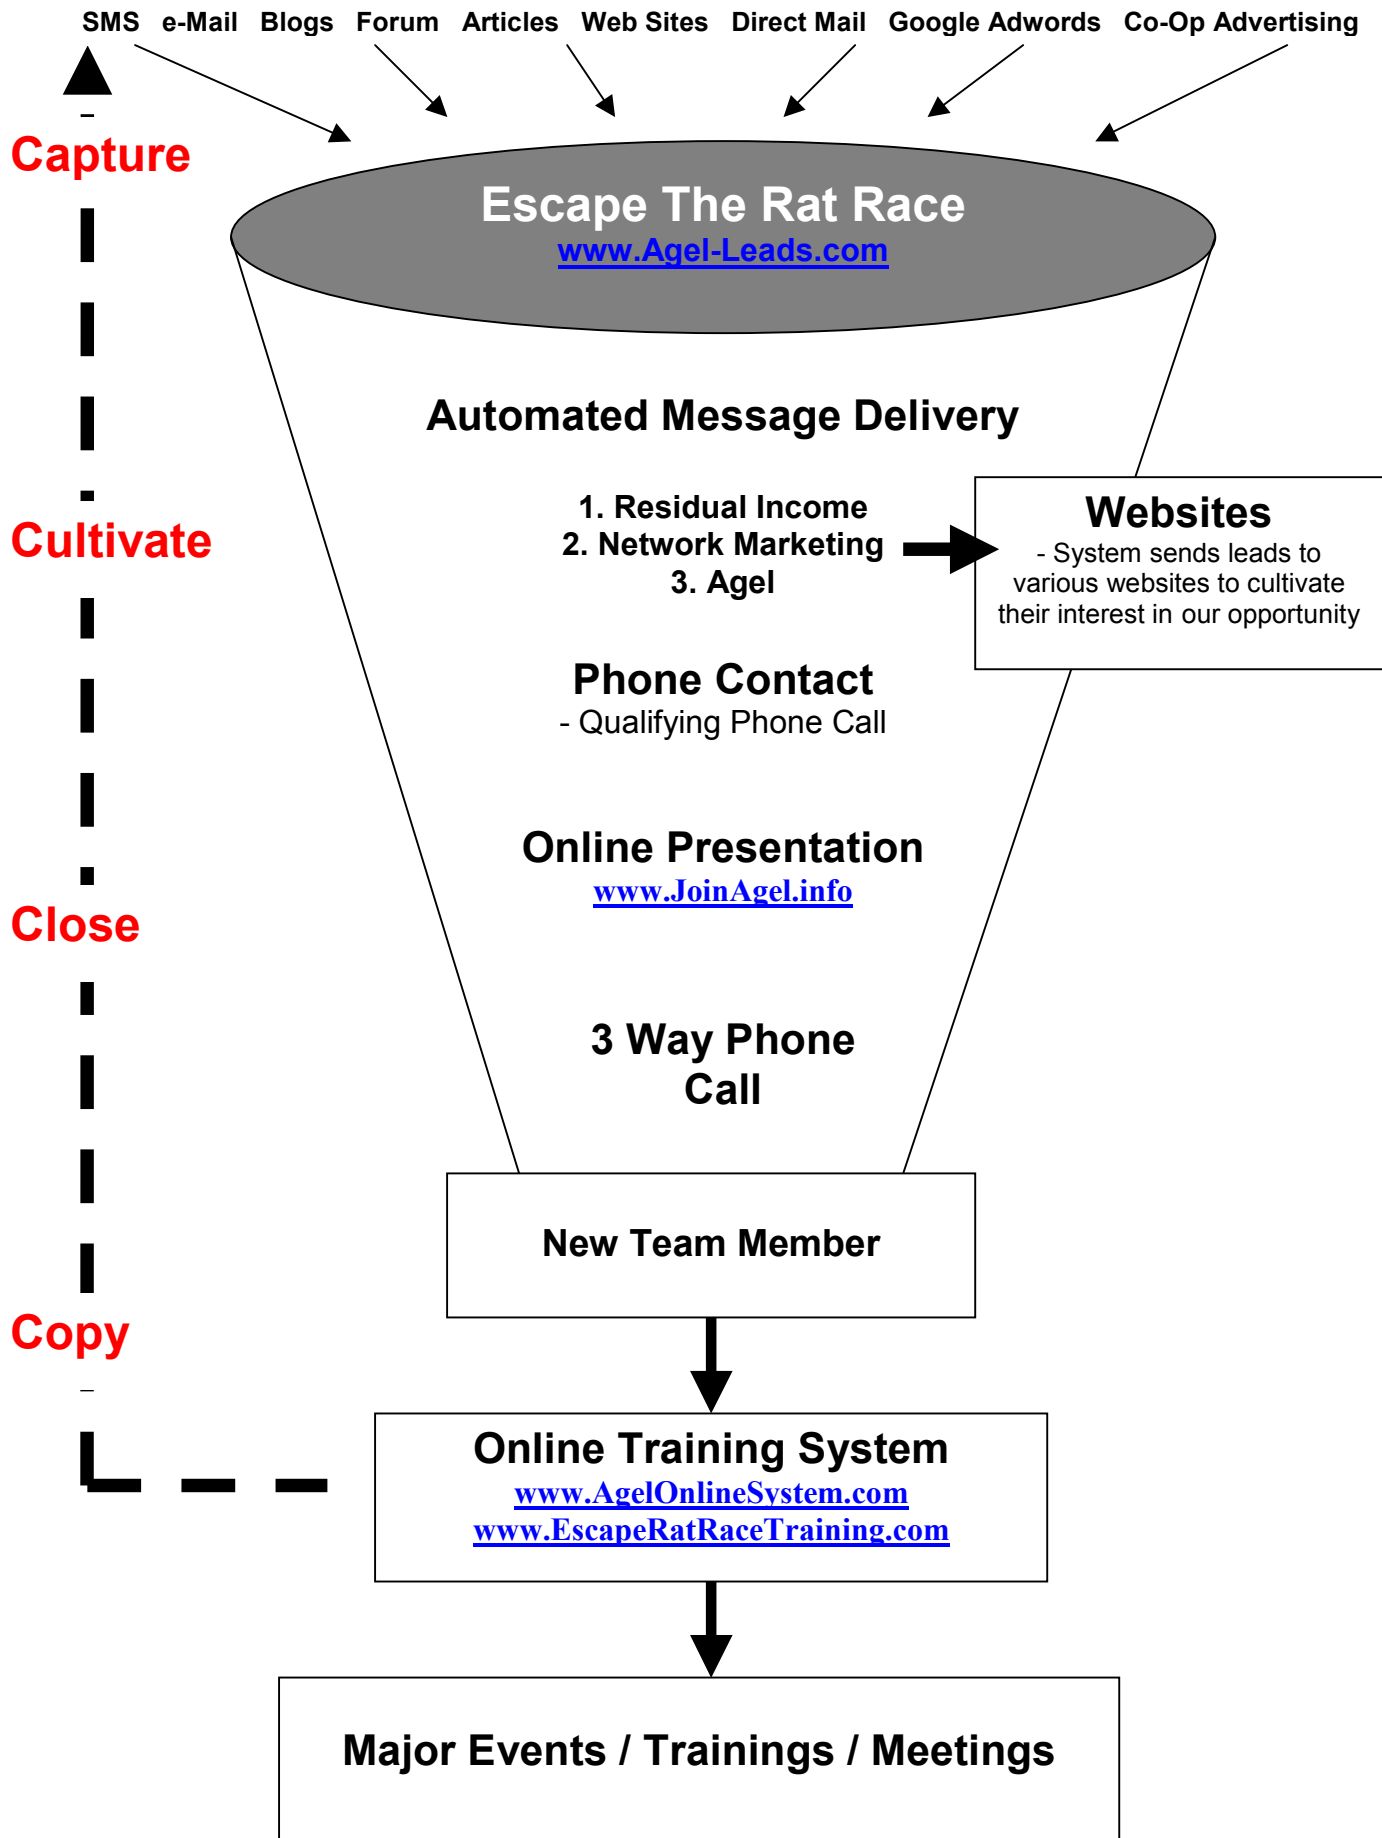 SMS e-Mail Blogs Forum Articles Web Sites Direct Mail Google Adwords Co-Op Advertising
Capture
Escape The Rat Race
www.Agel-Leads.com
Automated Message Delivery
1. Residual Income
2. Network Marketing
3. Agel
Websites
- System sends leads to
various websites to cultivate
their interest in our opportunity
Cultivate
Phone Contact
- Qualifying Phone Call
Online Presentation
www.JoinAgel.info
Close
3 Way Phone
Call
New Team Member
Copy
Online Training System
www.AgelOnlineSystem.com
www.EscapeRatRaceTraining.com
Major Events / Trainings / Meetings